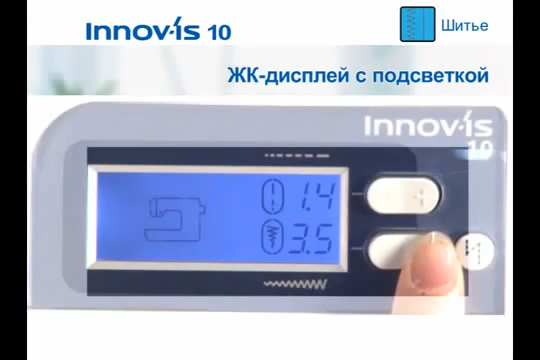 INNOV-IS 10
Шитье
ЖК-дисплей с подсветкой
INNOV-IS
10
1.4
3.5